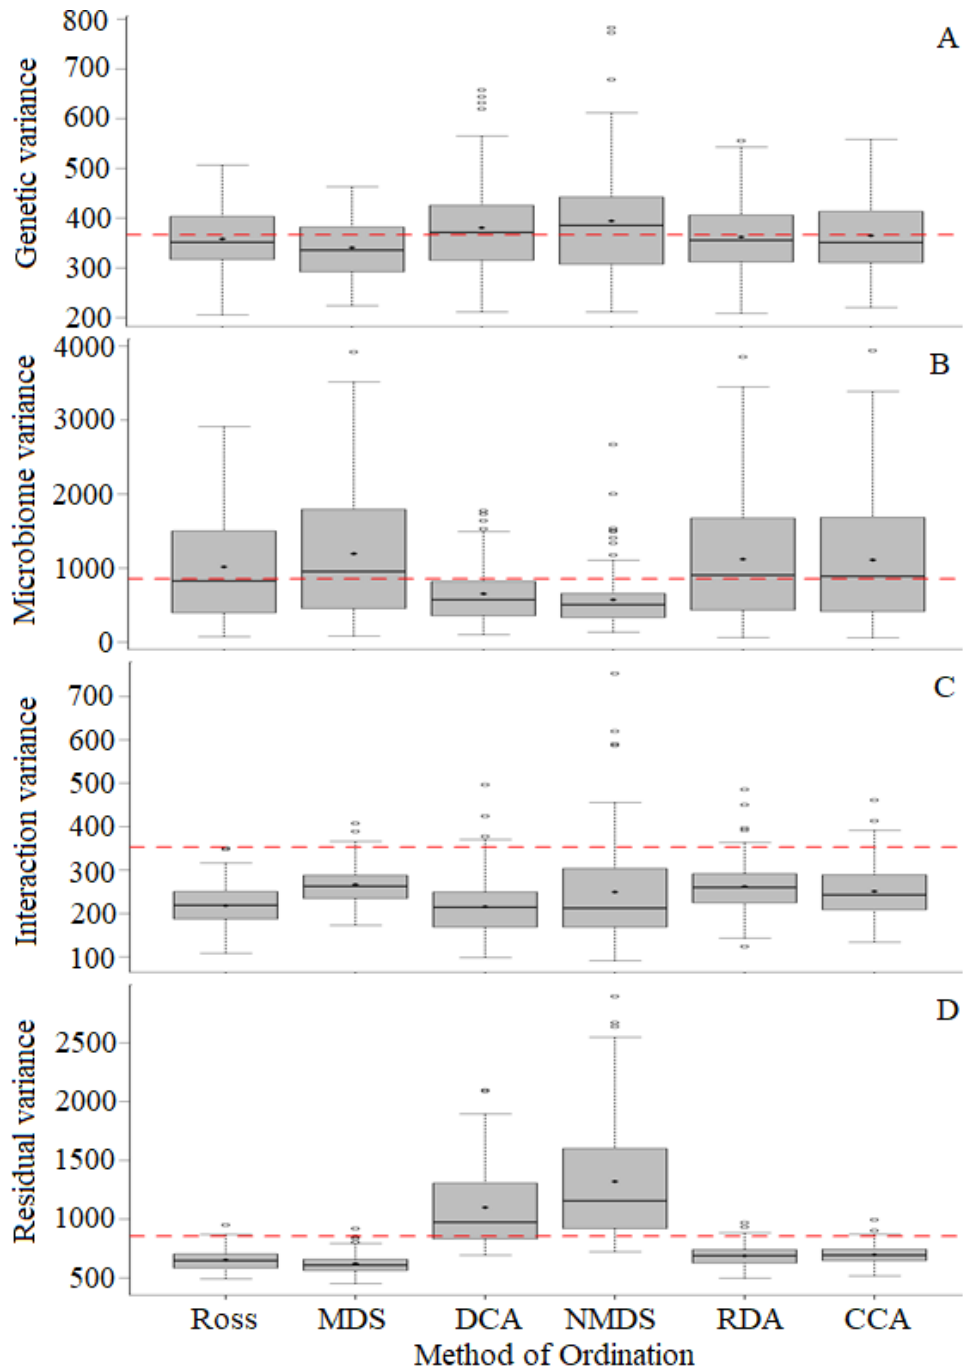 A
Genetic variance
800
700
600
500
400
300
200
B
Microbiome variance
4000
3000
2000
1000
0
C
Interaction variance
700
600
500
400
300
200
100
D
Residual variance
2500
2000
1500
1000
500
Ross MDS DCA NMDS RDA CCA
Method of Ordination